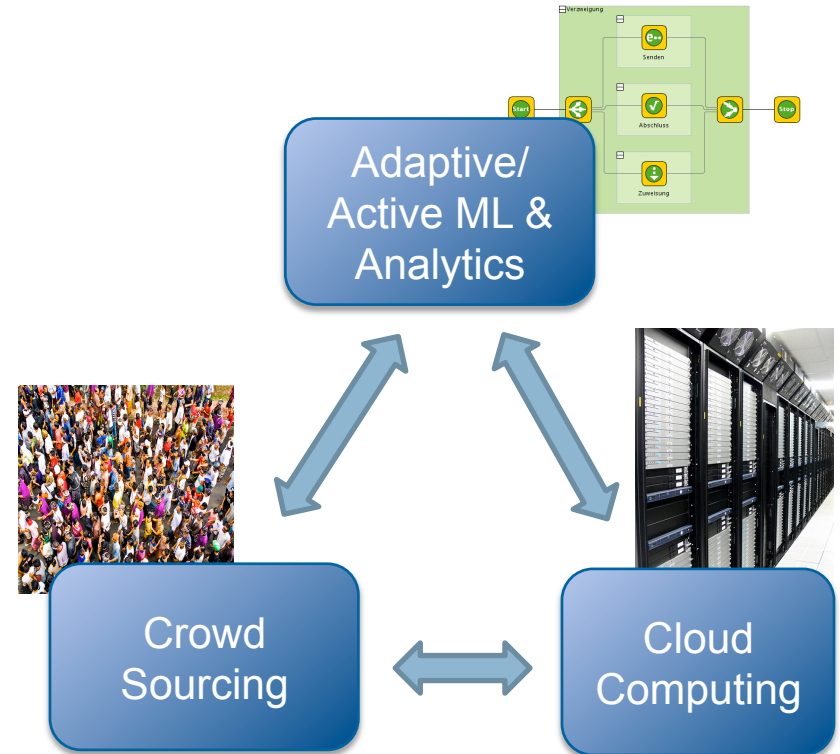 Verzweigung
e--
Senden
Start
Abschluss
Stop
Zuweisung
Adaptive/
Active ML &
Analytics
Crowd
Sourcing
Cloud
Computing